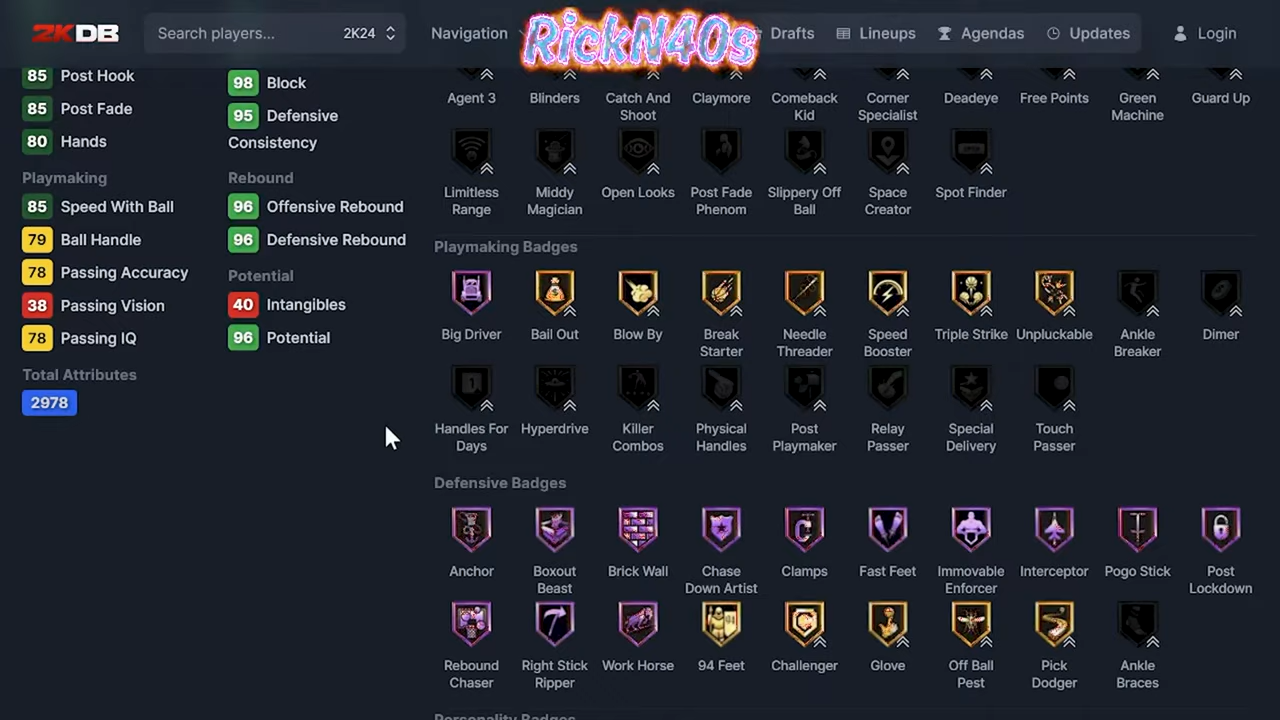 2KDB
Search players...
2K24
Navigation
RickN40s
Drafts
Lineups
Agendas
Updates
Login
85 Post Hook
85 Post Fade
80 Hands
Playmaking
85 Speed With Ball
79 Ball Handle
78 Passing Accuracy
38 Passing Vision
78 Passing IQ
Total Attributes
2978
98 Block
95 Defensive
Consistency
Rebound
96 Offensive Rebound
96 Defensive Rebound
Potential
40 Intangibles
96 Potential
Agent 3
Blinders
Catch And
Shoot
Claymore
Comeback
Kid
Corner
Specialist
Deadeye
Free Points
Green
Machine
Guard Up
Limitless
Range
Middy
Magician
Open Looks
Post Fade
Phenom
Slippery Off
Ball
Space
Creator
Spot Finder
Playmaking Badges
Big Driver
Bail Out
Blow By
Break
Starter
Needle
Threader
Speed
Booster
Triple Strike
Unpluckable
Ankle
Breaker
Dimer
Handles For
Days
Hyperdrive
Killer
Combos
Physical
Handles
Post
Playmaker
Relay
Passer
Special
Delivery
Touch
Passer
Defensive Badges
Anchor
Boxout
Beast
Brick Wall
Chase
Down Artist
Clamps
Fast Feet
Immovable
Enforcer
Interceptor
Pogo Stick
Post
Lockdown
Rebound
Chaser
Right Stick
Ripper
Work Horse
94 Feet
Challenger
Glove
Off Ball
Pest
Pick
Dodger
Ankle
Braces
Personality Badges